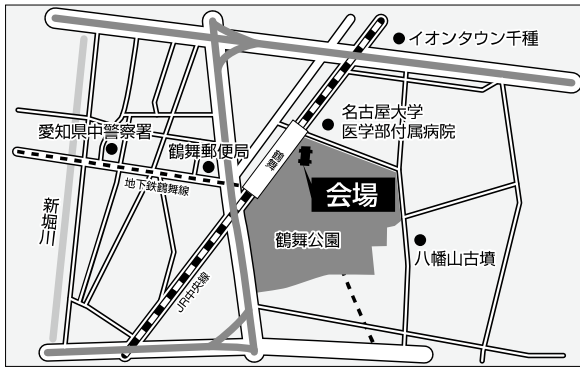 イオンタウン千種
名古屋大学
医学部付属病院
愛知県中警察署
鶴舞郵便局
鶴舞
地下鉄鶴舞線
会場
新堀川
鶴舞公園
八幡山古墳
JR中央線